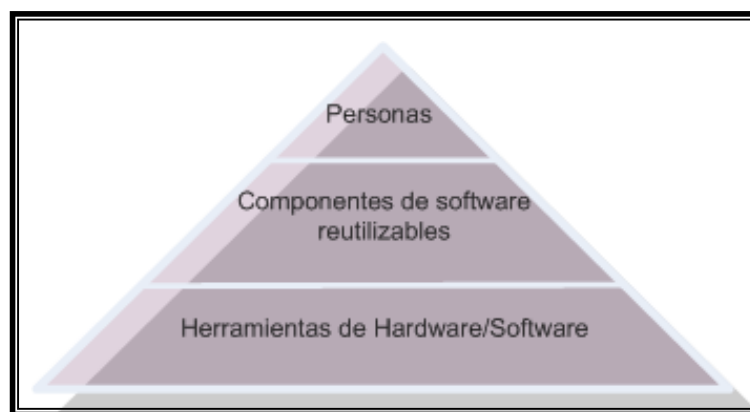 Personas
Componentes de software
reutilizables
Herramientas de Hardware/Software